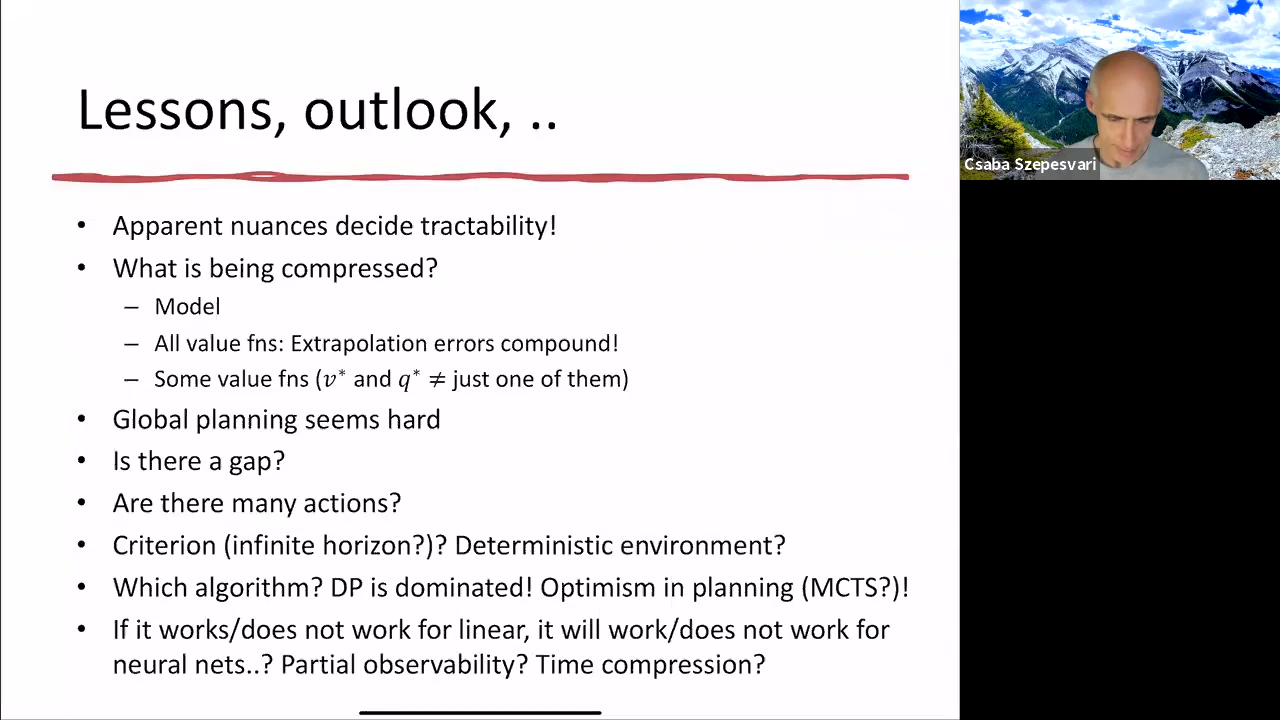 Lessons, outlook, ..
Csaba Szepesvari
• Apparent nuances decide tractability!
• What is being compressed?
– Model
– All value fns: Extrapolation errors compound!
– Some value fns (v* and q* ≠ just one of them)
• Global planning seems hard
• Is there a gap?
• Are there many actions?
• Criterion (infinite horizon?)? Deterministic environment?
• Which algorithm? DP is dominated! Optimism in planning (MCTS?)!
• If it works/does not work for linear, it will work/does not work for
neural nets..? Partial observability? Time compression?